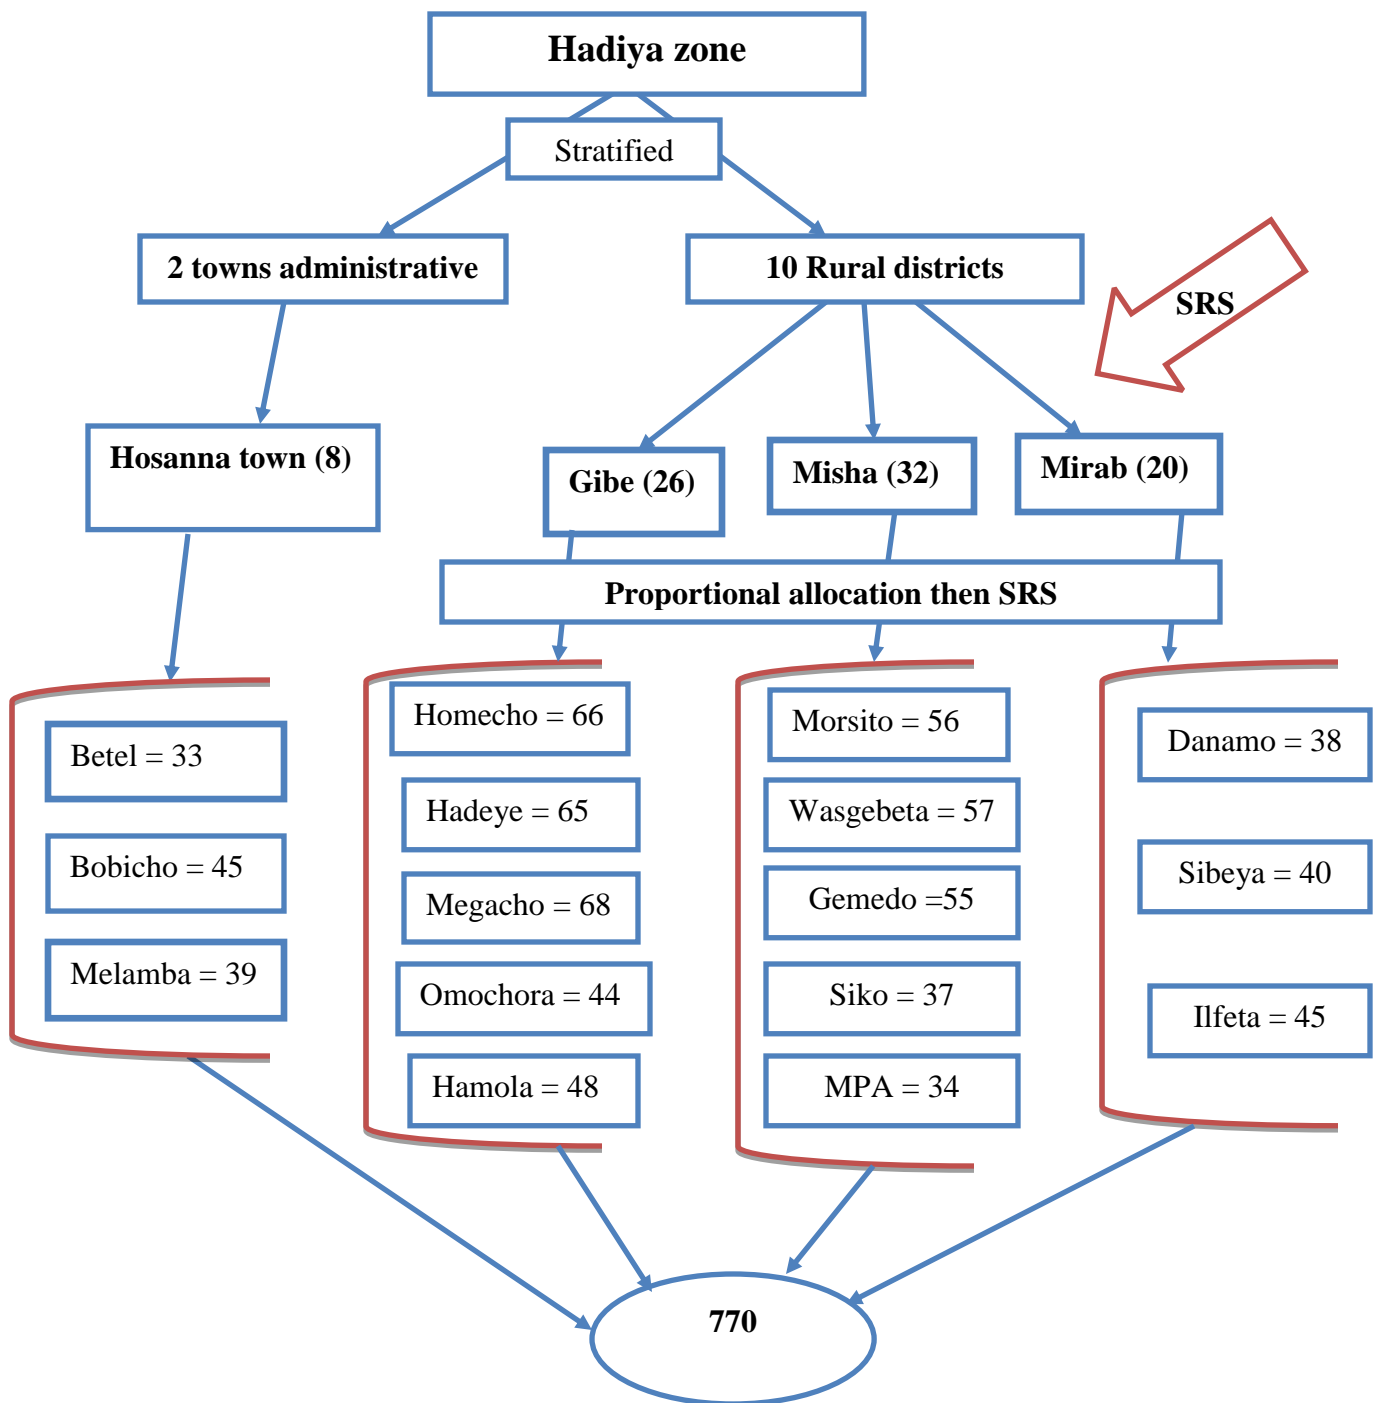 Hadiya zone
Stratified
2 towns administrative
10 Rural districts
SRS
Hosanna town (8)
Gibe (26)
Misha (32)
Mirab (20)
Proportional allocation then SRS
Betel = 33
Bobicho = 45
Melamba = 39
Homecho = 66
Hadeye = 65
Megacho = 68
Omochora = 44
Hamola = 48
Morsito = 56
Wasgebeta = 57
Gemedo =55
Siko = 37
MPA = 34
Danamo = 38
Sibeya = 40
Ilfeta = 45
770